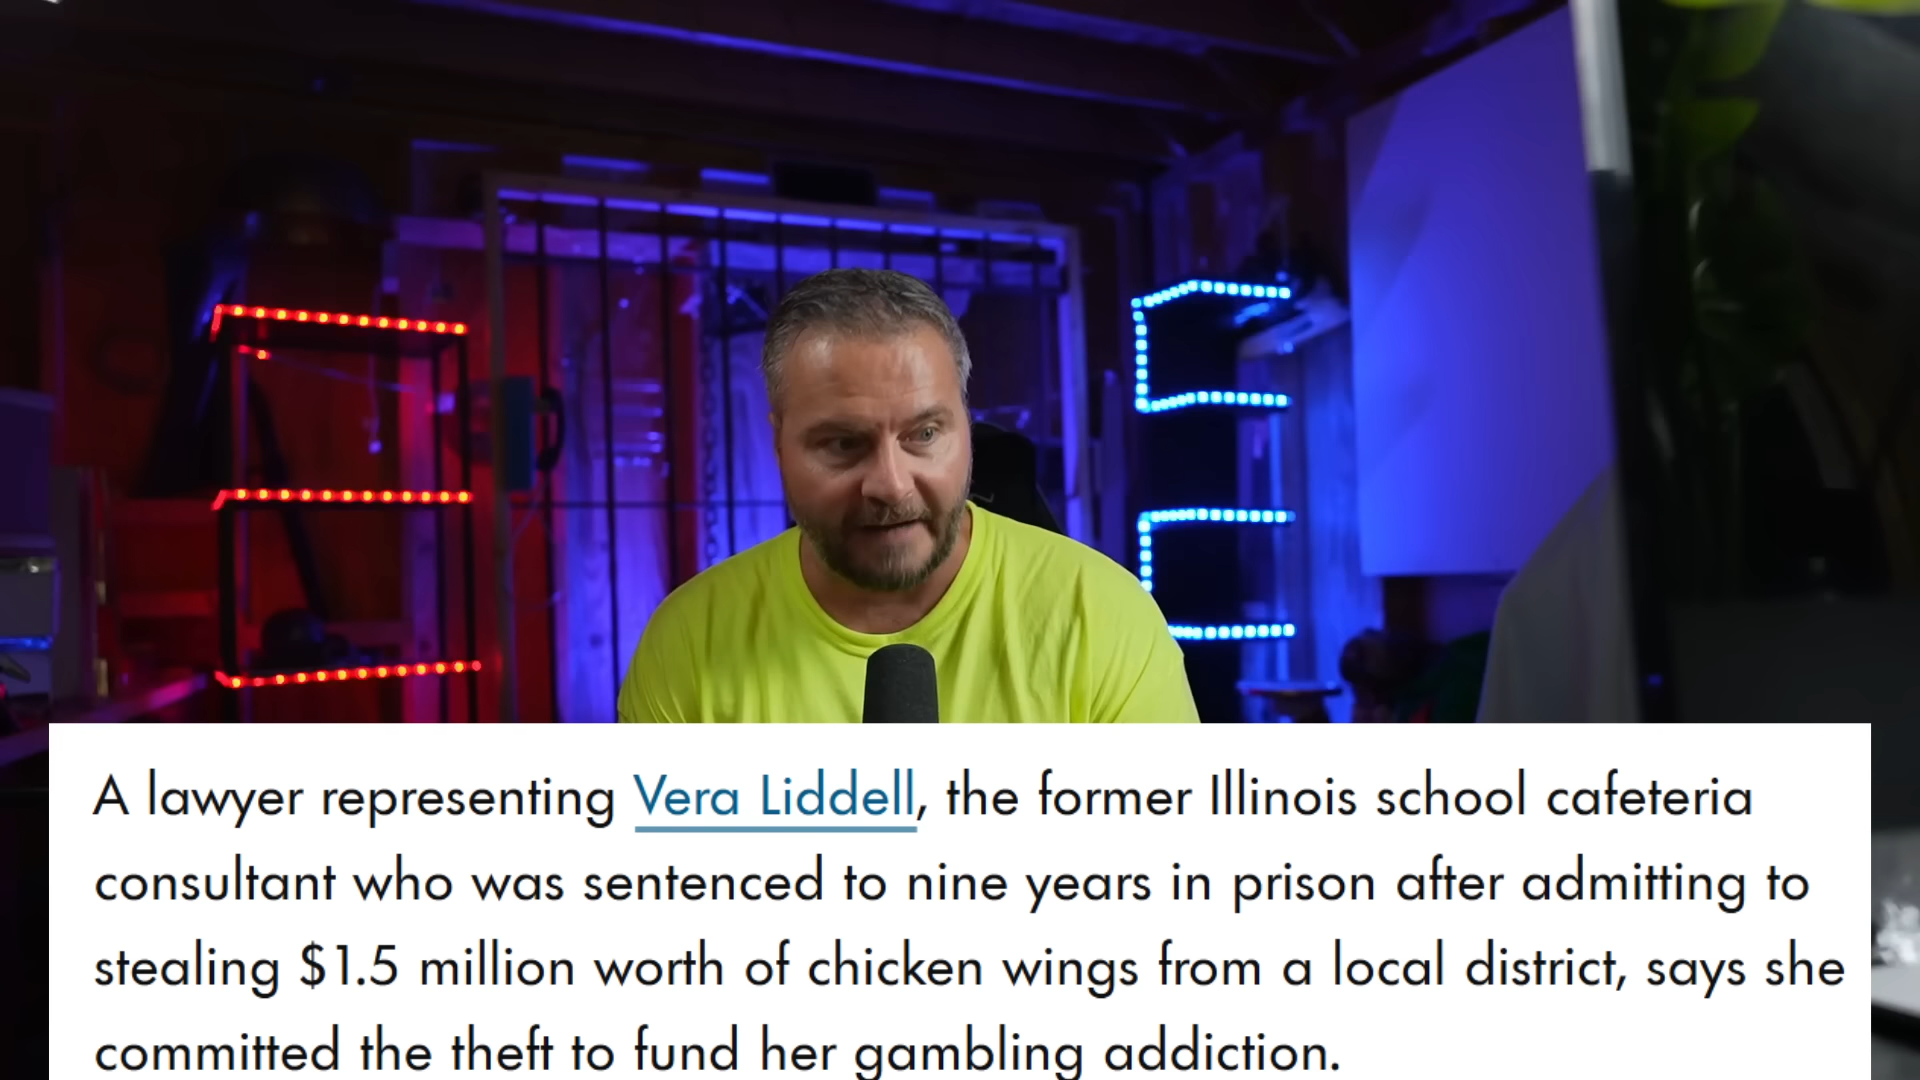 A lawyer representing Vera Liddell, the former Illinois school cafeteria
consultant who was sentenced to nine years in prison after admitting to
stealing $1.5 million worth of chicken wings from a local district, says she
committed the theft to fund her gambling addiction.